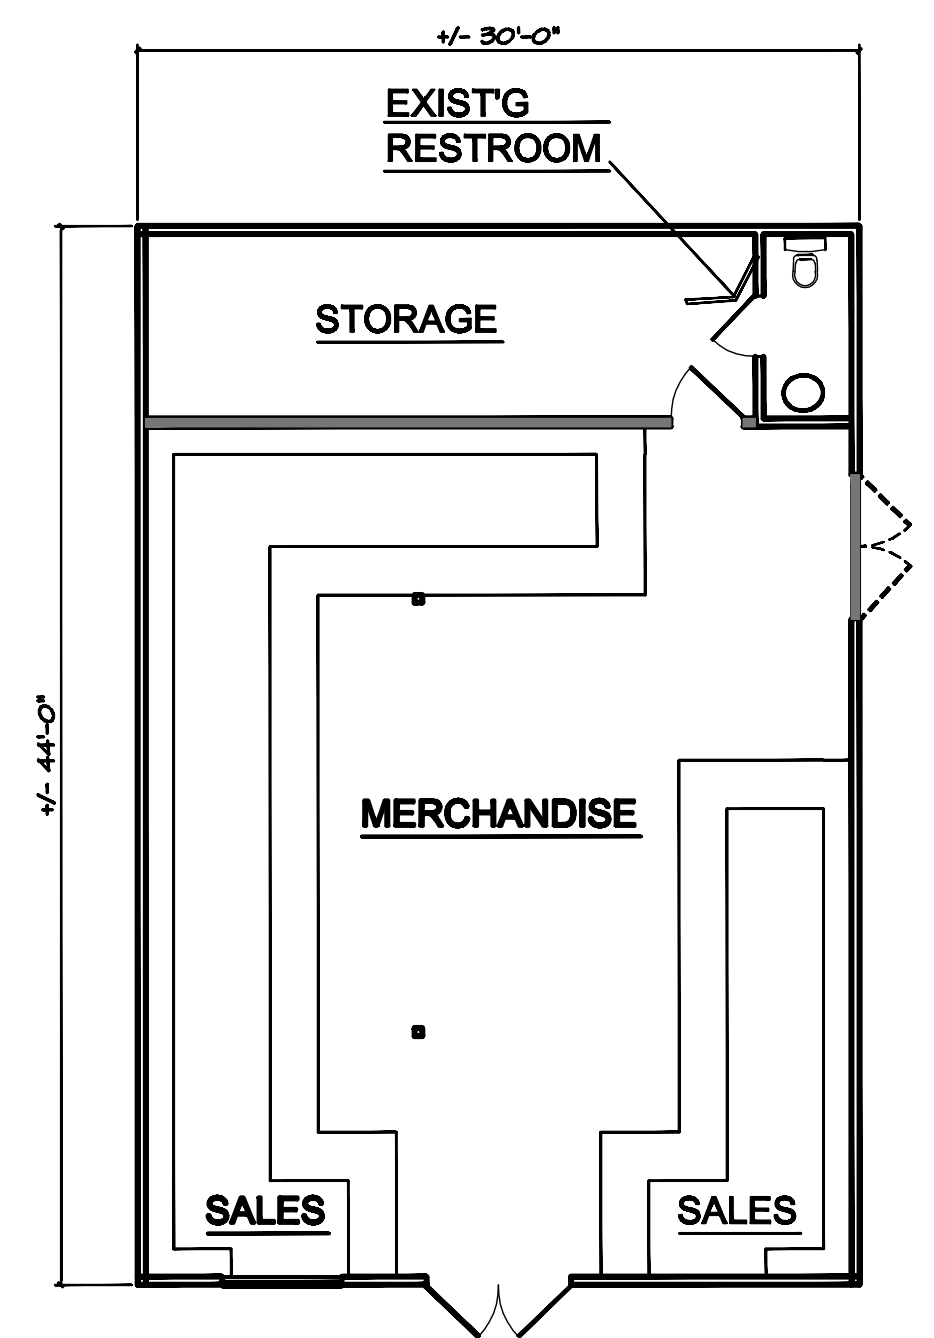 +/- 30'-0"
EXIST'G
RESTROOM
STORAGE
+/- 44'-0"
MERCHANDISE
SALES
SALES